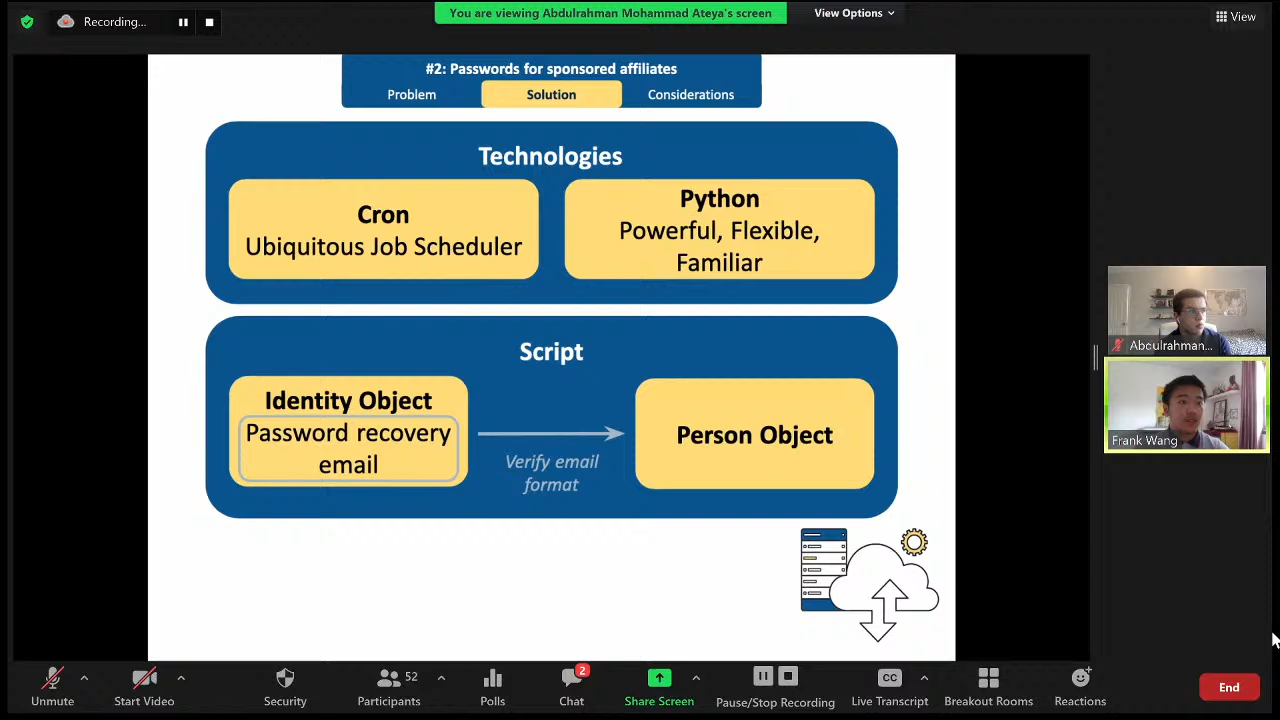 Recording...
You are viewing Abdulrahman Mohammad Ateya's screen
View Options
View
#2: Passwords for sponsored affiliates
Problem
Solution
Considerations
Technologies
Cron
Ubiquitous Job Scheduler
Python
Powerful, Flexible,
Familiar
Script
Identity Object
Password recovery
email
Verify email
format
Person Object
Abdulrahman...
Frank Wang
Unmute
Start Video
Security
52
Participants
Polls
2
Chat
Share Screen
Pause/Stop Recording
CC
Live Transcript
Breakout Rooms
Reactions
End